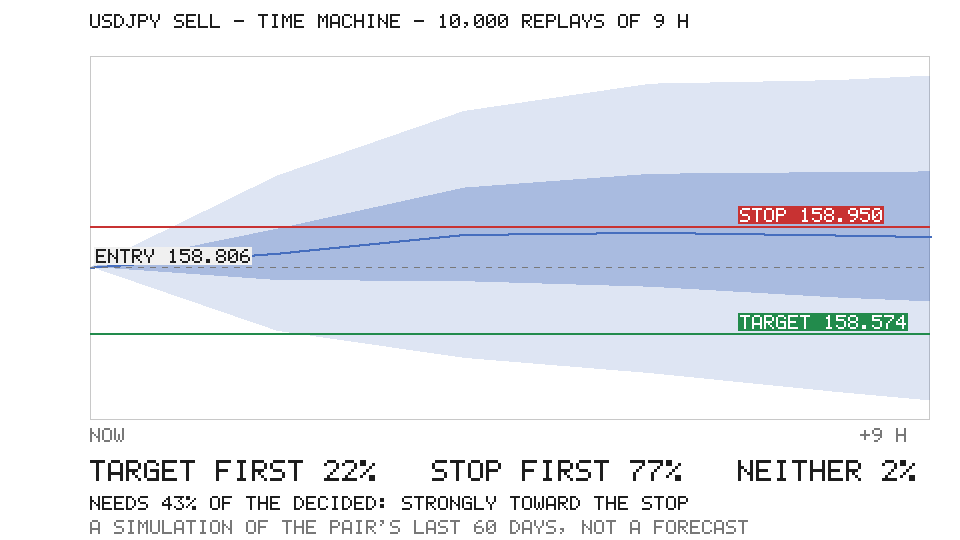 USDJPY SELL - TIME MACHINE - 10,000 REPLAYS OF 9 H
STOP 158.950
ENTRY 158.806
TARGET 158.574
NOW +9 H
TARGET FIRST 22% STOP FIRST 77% NEITHER 2%
NEEDS 43% OF THE DECIDED: STRONGLY TOWARD THE STOP
A SIMULATION OF THE PAIR'S LAST 60 DAYS, NOT A FORECAST